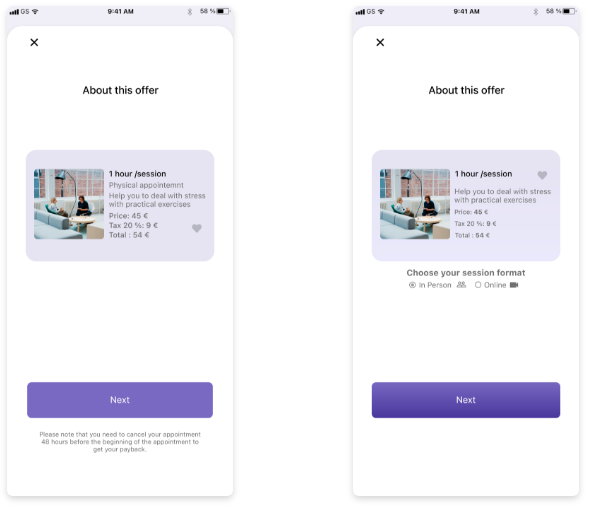 GS 9:41 AM 58 %
About this offer
1 hour /session
Physical appointemnt
Help you to deal with stress
with practical exercises
Price: 45 €
Tax 20 %: 9 €
Total : 54 €
Next
Please note that you need to cancel your appointment
48 hours before the beginning of the appointment to
get your payback.
GS 9:41 AM 58 %
About this offer
1 hour /session
Help you to deal with stress
with practical exercises
Price: 45 €
Tax 20 %: 9 €
Total : 54 €
Choose your session format
In Person Online
Next